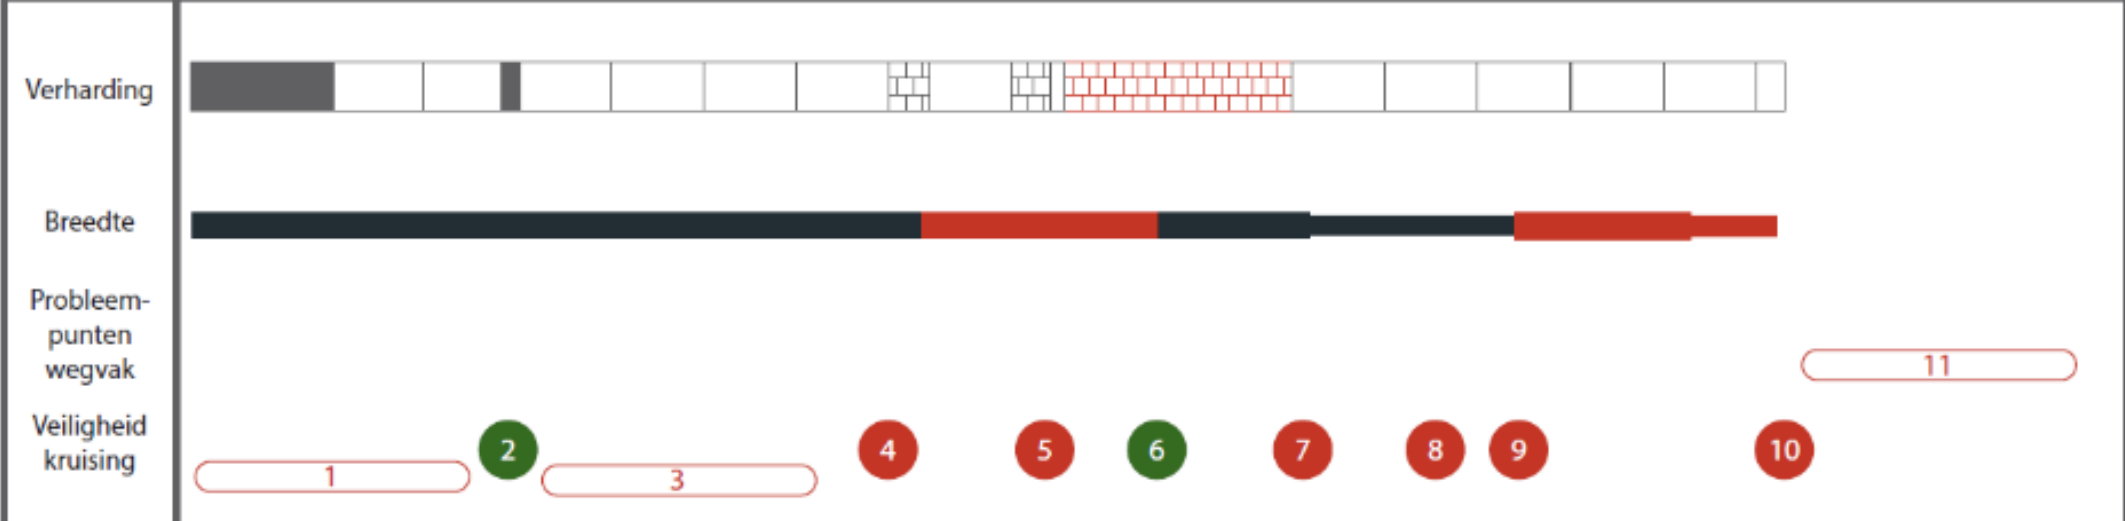 Verharding
Breedte
Probleem-
punten
wegvak
11
Veiligheid
kruising
1
2
3
4
5
6
7
8
9
10